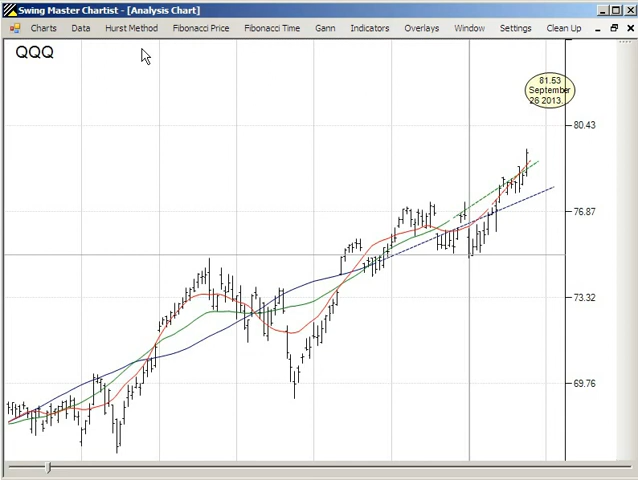 Swing Master Chartist - [Analysis Chart]
Charts Data Hurst Method Fibonacci Price Fibonacci Time Gann Indicators Overlays Window Settings Clean Up
QQQ
81.53
September
26 2013.
80.43
76.87
73.32
69.76